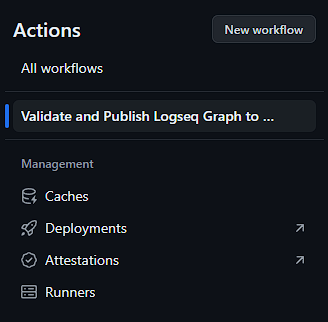 Actions
New workflow
All workflows
Validate and Publish Logseq Graph to ...
Management
Caches
Deployments
Attestations
Runners